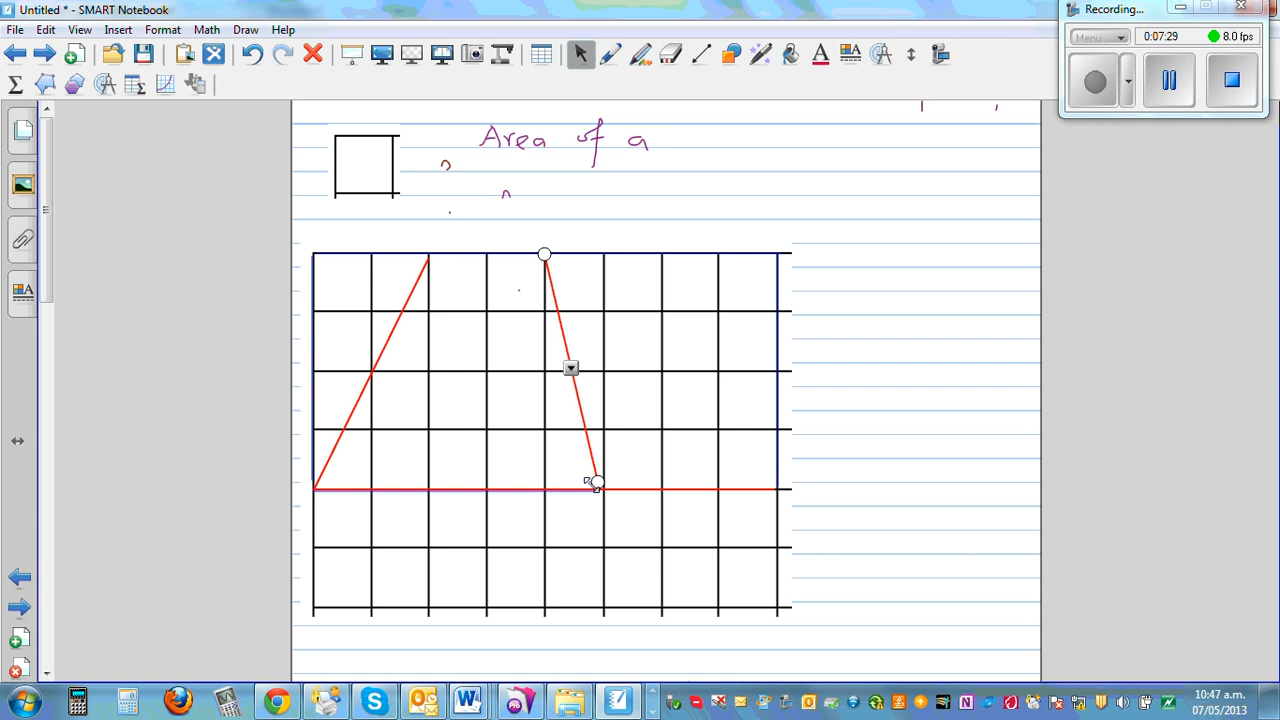 Untitled * - SMART Notebook
Recording...
File Edit View Insert Format Math Draw Help
Menu 0:07:29 8.0 fps
Area of a
10:47 a.m.
07/05/2013